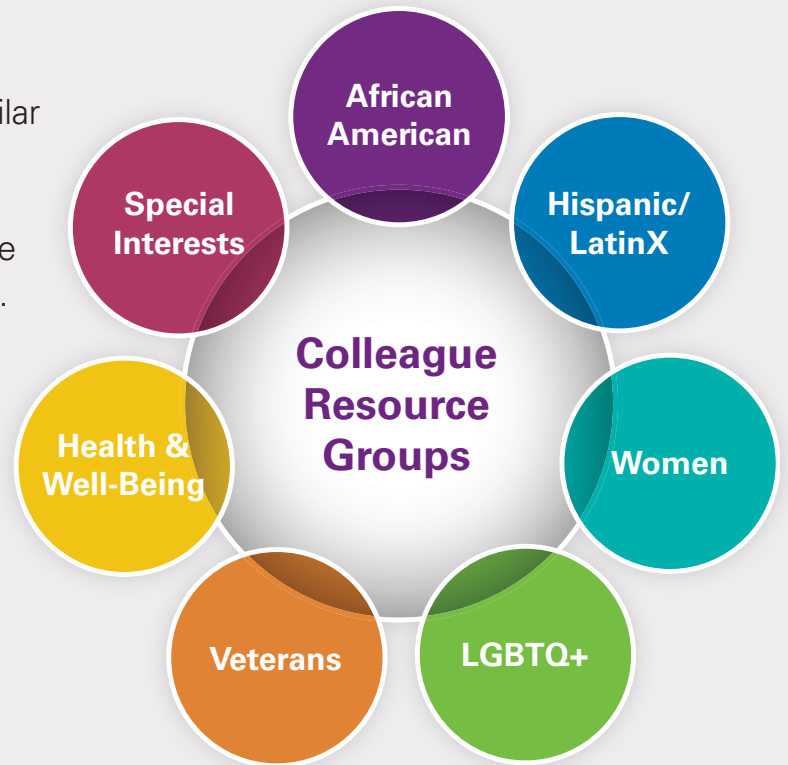 African
American
Special
Interests
Hispanic/
LatinX
Colleague
Resource
Groups
Health &
Well-Being
Women
Veterans
LGBTQ+